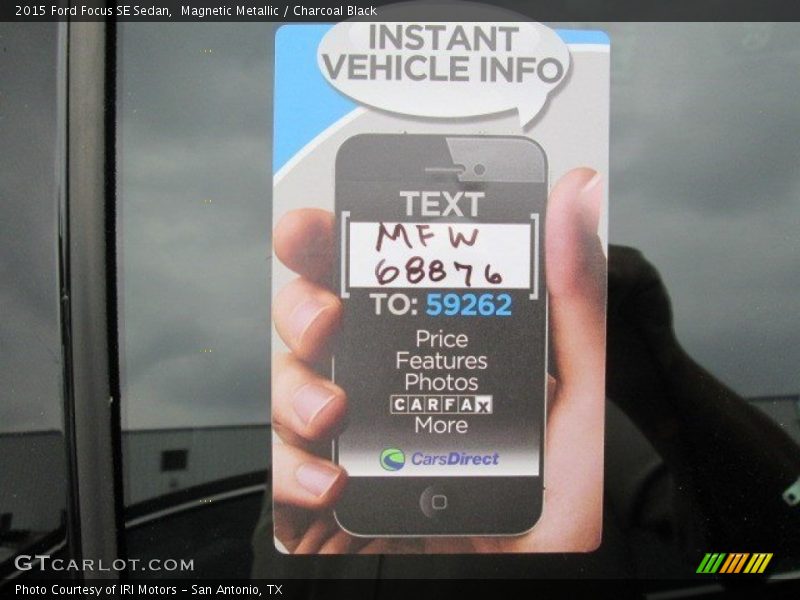 2015 Ford Focus SE Sedan,  Magnetic Metallic / Charcoal Black
INSTANT
VEHICLE INFO
TEXT
MFW
68876
TO: 59262
Price
Features
Photos
CARFAX
More
CarsDirect
GTCARLOT.COM
Photo Courtesy of IRI Motors - San Antonio, TX